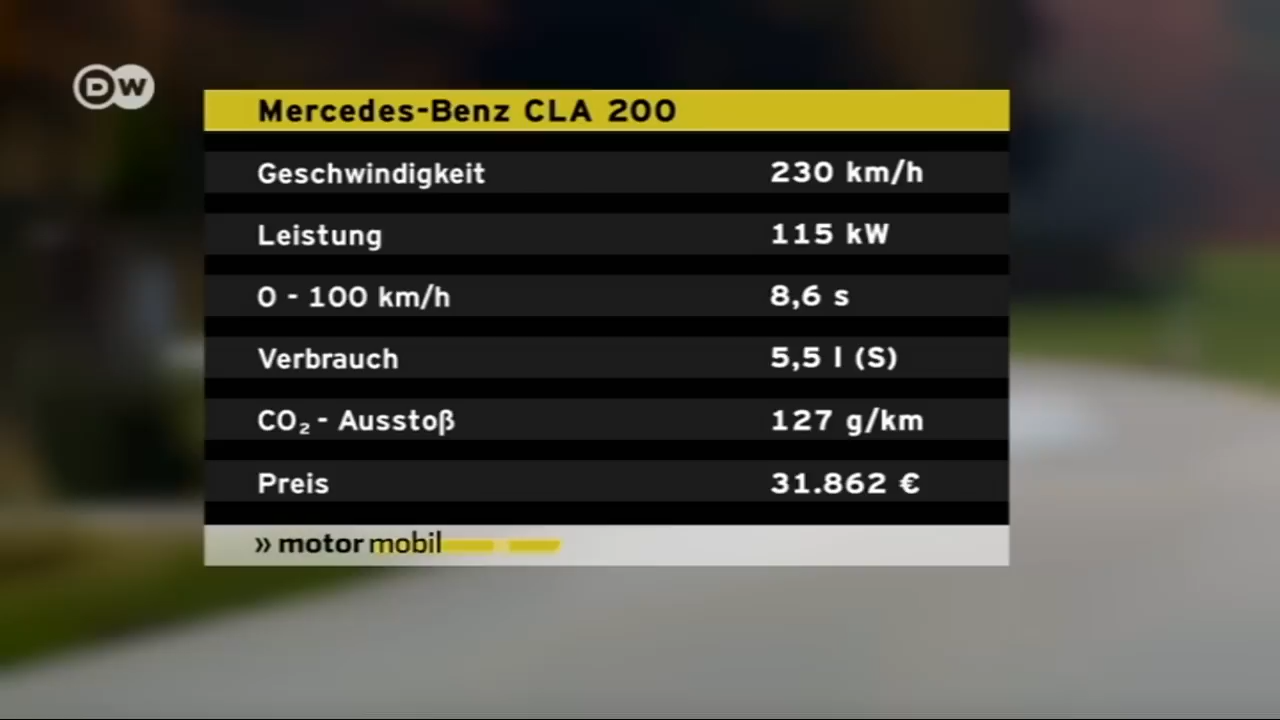 DW
Mercedes-Benz CLA 200
Geschwindigkeit 230 km/h
Leistung 115 kW
0 - 100 km/h 8,6 s
Verbrauch 5,5 l (S)
CO₂ - Ausstoß 127 g/km
Preis 31.862 €
» motor mobil